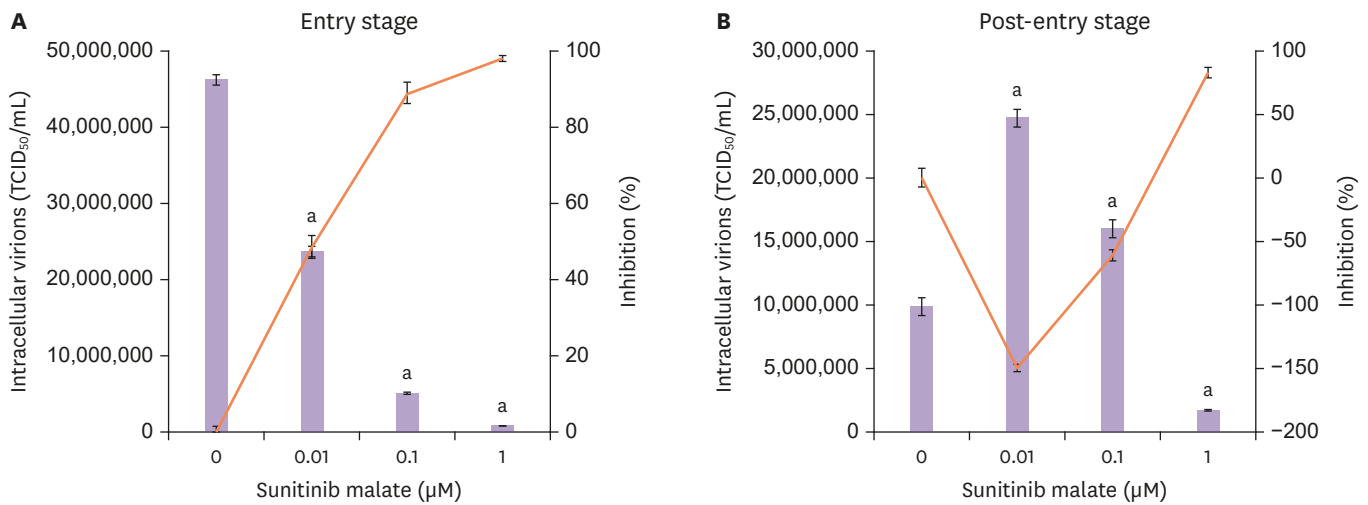 A
Entry stage
Intracellular virions (TCID₅₀/mL)
50,000,000
40,000,000
30,000,000
20,000,000
10,000,000
0
a
a
a
100
80
60
40
20
0
Inhibition (%)
0
0.01
0.1
1
Sunitinib malate (µM)
B
Post-entry stage
Intracellular virions (TCID₅₀/mL)
30,000,000
25,000,000
20,000,000
15,000,000
10,000,000
5,000,000
0
a
a
a
100
50
0
−50
−100
−150
−200
Inhibition (%)
0
0.01
0.1
1
Sunitinib malate (µM)